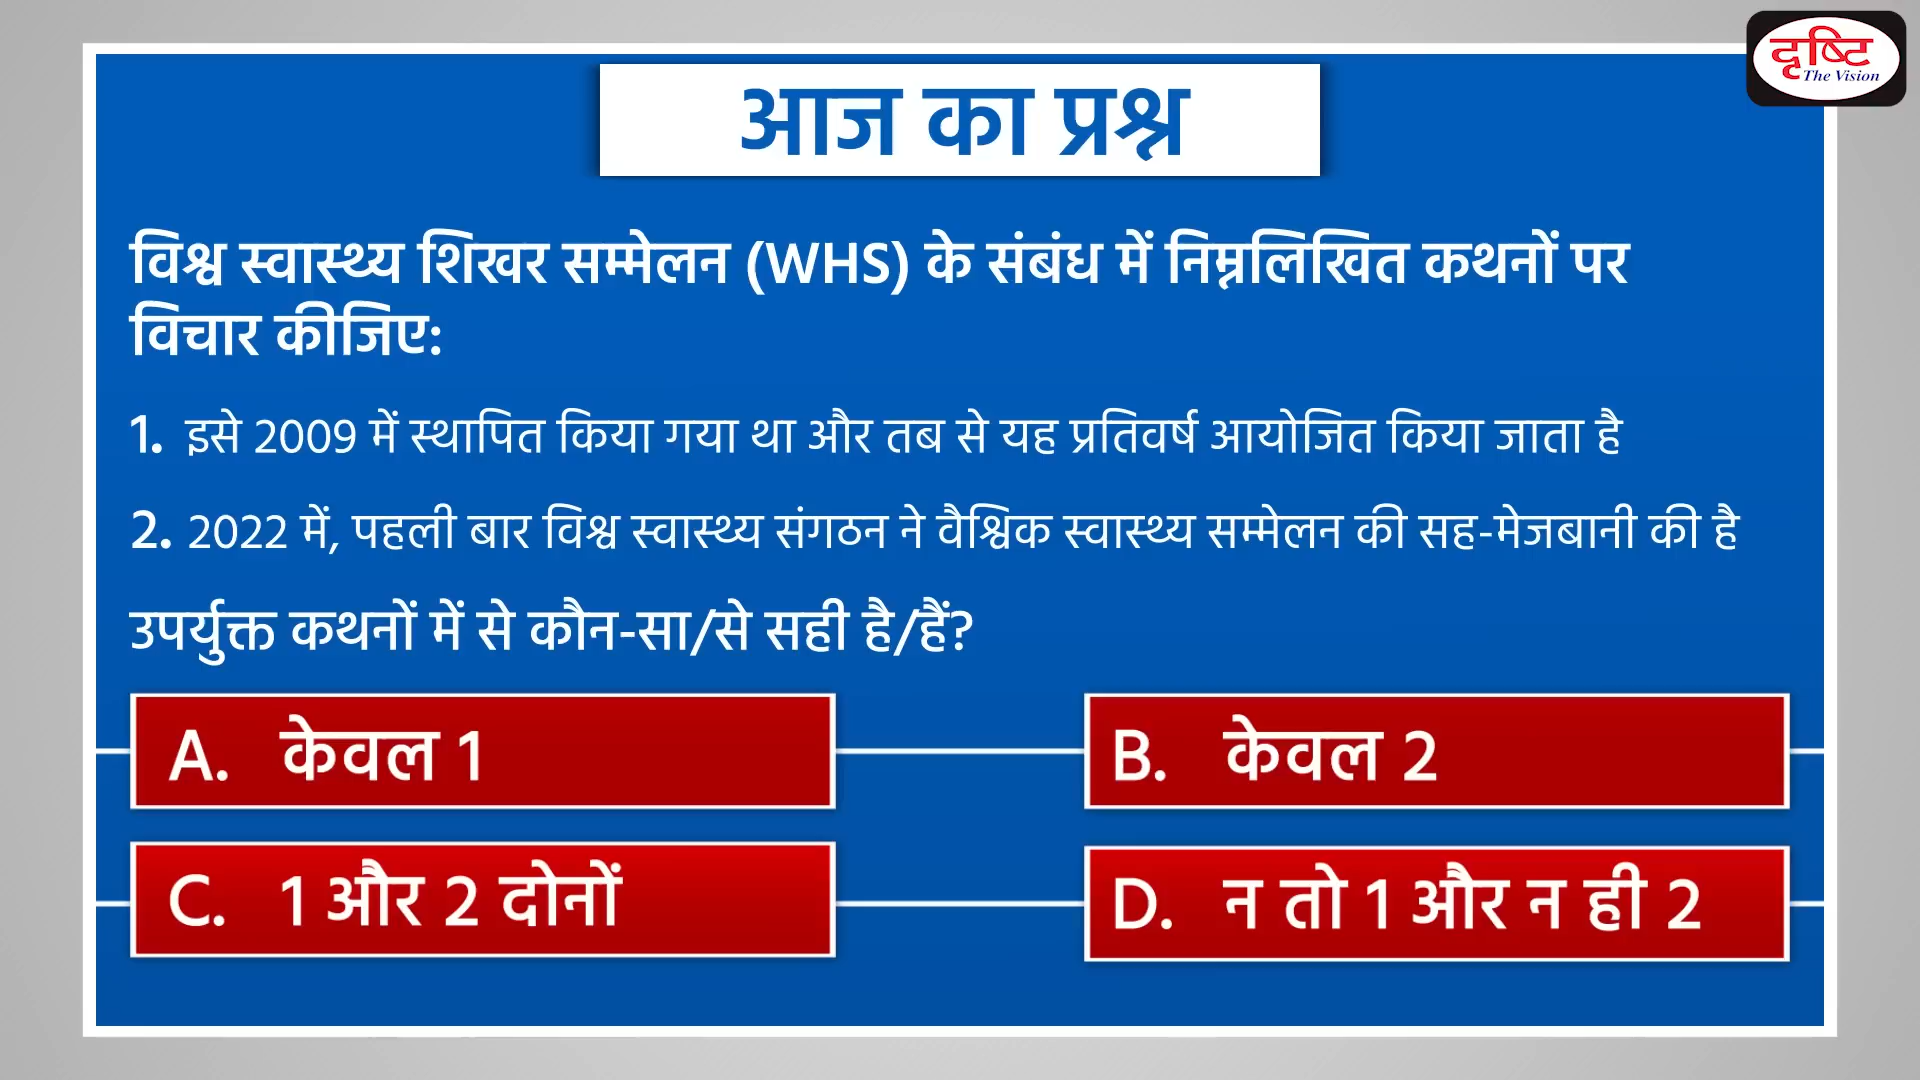 दृष्टि
The Vision
आज का प्रश्न
विश्व स्वास्थ्य शिखर सम्मेलन (WHS) के संबंध में निम्नलिखित कथनों पर
विचार कीजिए:
1. इसे 2009 में स्थापित किया गया था और तब से यह प्रतिवर्ष आयोजित किया जाता है
2. 2022 में, पहली बार विश्व स्वास्थ्य संगठन ने वैश्विक स्वास्थ्य सम्मेलन की सह-मेजबानी की है
उपर्युक्त कथनों में से कौन-सा/से सही है/हैं?
A. केवल 1
B. केवल 2
C. 1 और 2 दोनों
D. न तो 1 और न ही 2